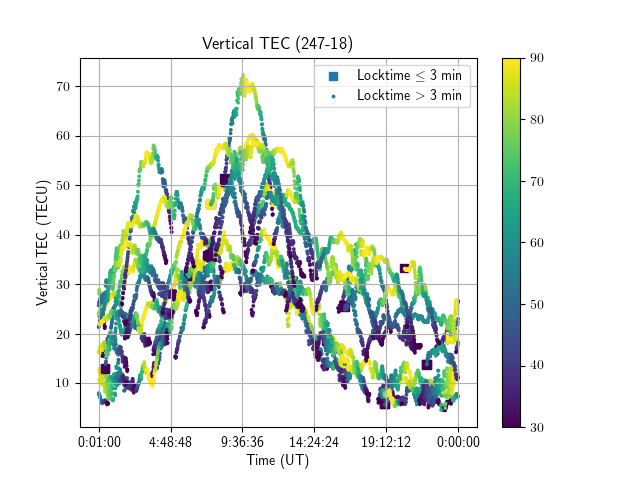 Vertical TEC (247-18)
Locktime ≤ 3 min
Locktime > 3 min
Vertical TEC (TECU)
70
60
50
40
30
20
10
0:01:00 4:48:48 9:36:36 14:24:24 19:12:12 0:00:00
Time (UT)
90
80
70
60
50
40
30